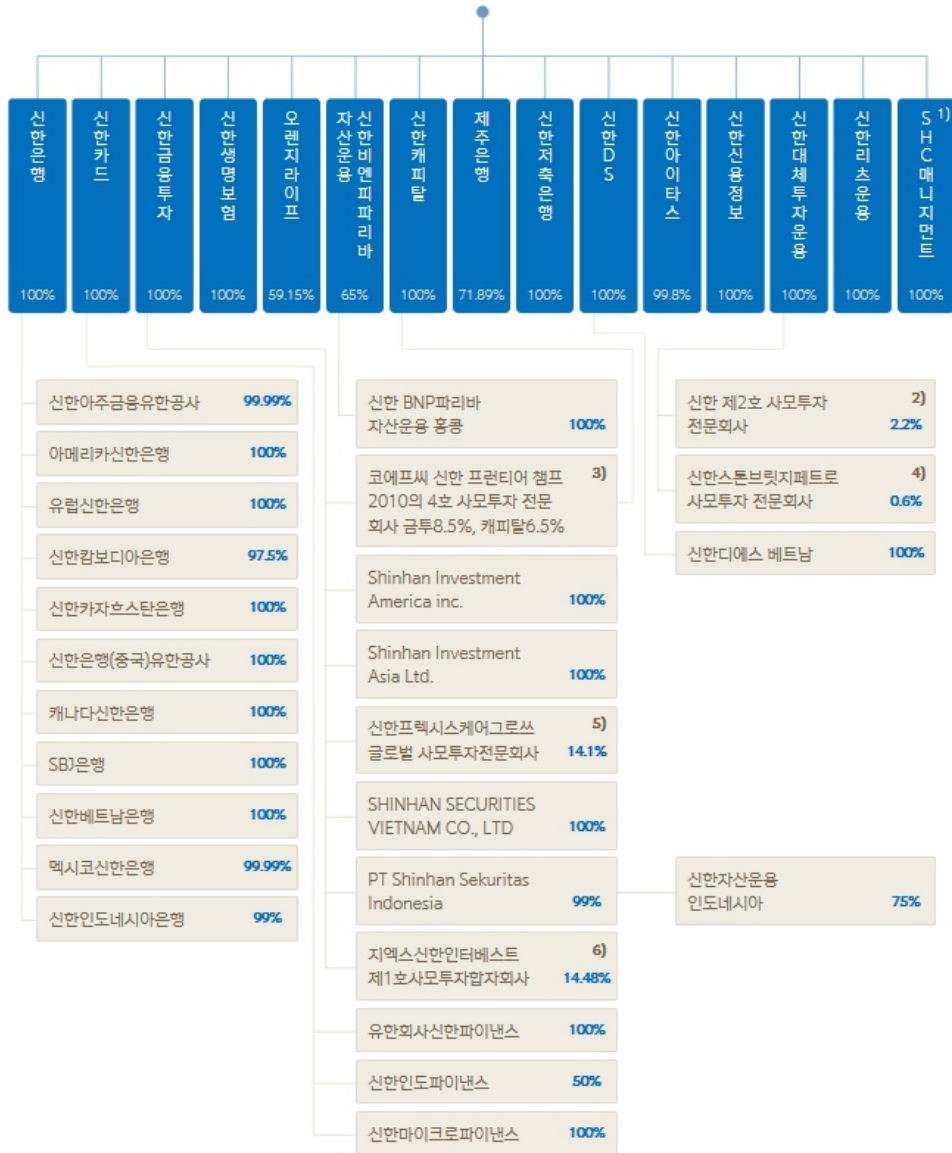 신한은행
100%
신한카드
100%
신한금융투자
100%
신한생명보험
100%
오렌지라이프
59.15%
신한비엔피파리바
자산운용
65%
신한캐피탈
100%
제주은행
71.89%
신한저축은행
100%
신한DS
100%
신한아이타스
99.8%
신한신용정보
100%
신한대체투자운용
100%
신한리츠운용
100%
SHC매니지먼트 1)
100%
신한아주금융유한공사 99.99%
아메리카신한은행 100%
유럽신한은행 100%
신한캄보디아은행 97.5%
신한카자흐스탄은행 100%
신한은행(중국)유한공사 100%
캐나다신한은행 100%
SBJ은행 100%
신한베트남은행 100%
멕시코신한은행 99.99%
신한인도네시아은행 99%
신한 BNP파리바
자산운용 홍콩 100%
코에프씨 신한 프런티어 챔프 3)
2010의 4호 사모투자 전문
회사 금투8.5%, 캐피탈6.5%
Shinhan Investment
America inc. 100%
Shinhan Investment
Asia Ltd. 100%
신한프렉시스케어그로쓰 5)
글로벌 사모투자전문회사 14.1%
SHINHAN SECURITIES
VIETNAM CO., LTD 100%
PT Shinhan Sekuritas
Indonesia 99%
지엑스신한인터베스트 6)
제1호사모투자합자회사 14.48%
유한회사신한파이낸스 100%
신한인도파이낸스 50%
신한마이크로파이낸스 100%
신한 제2호 사모투자 2)
전문회사 2.2%
신한스톤브릿지페트로 4)
사모투자 전문회사 0.6%
신한디에스 베트남 100%
신한자산운용
인도네시아 75%